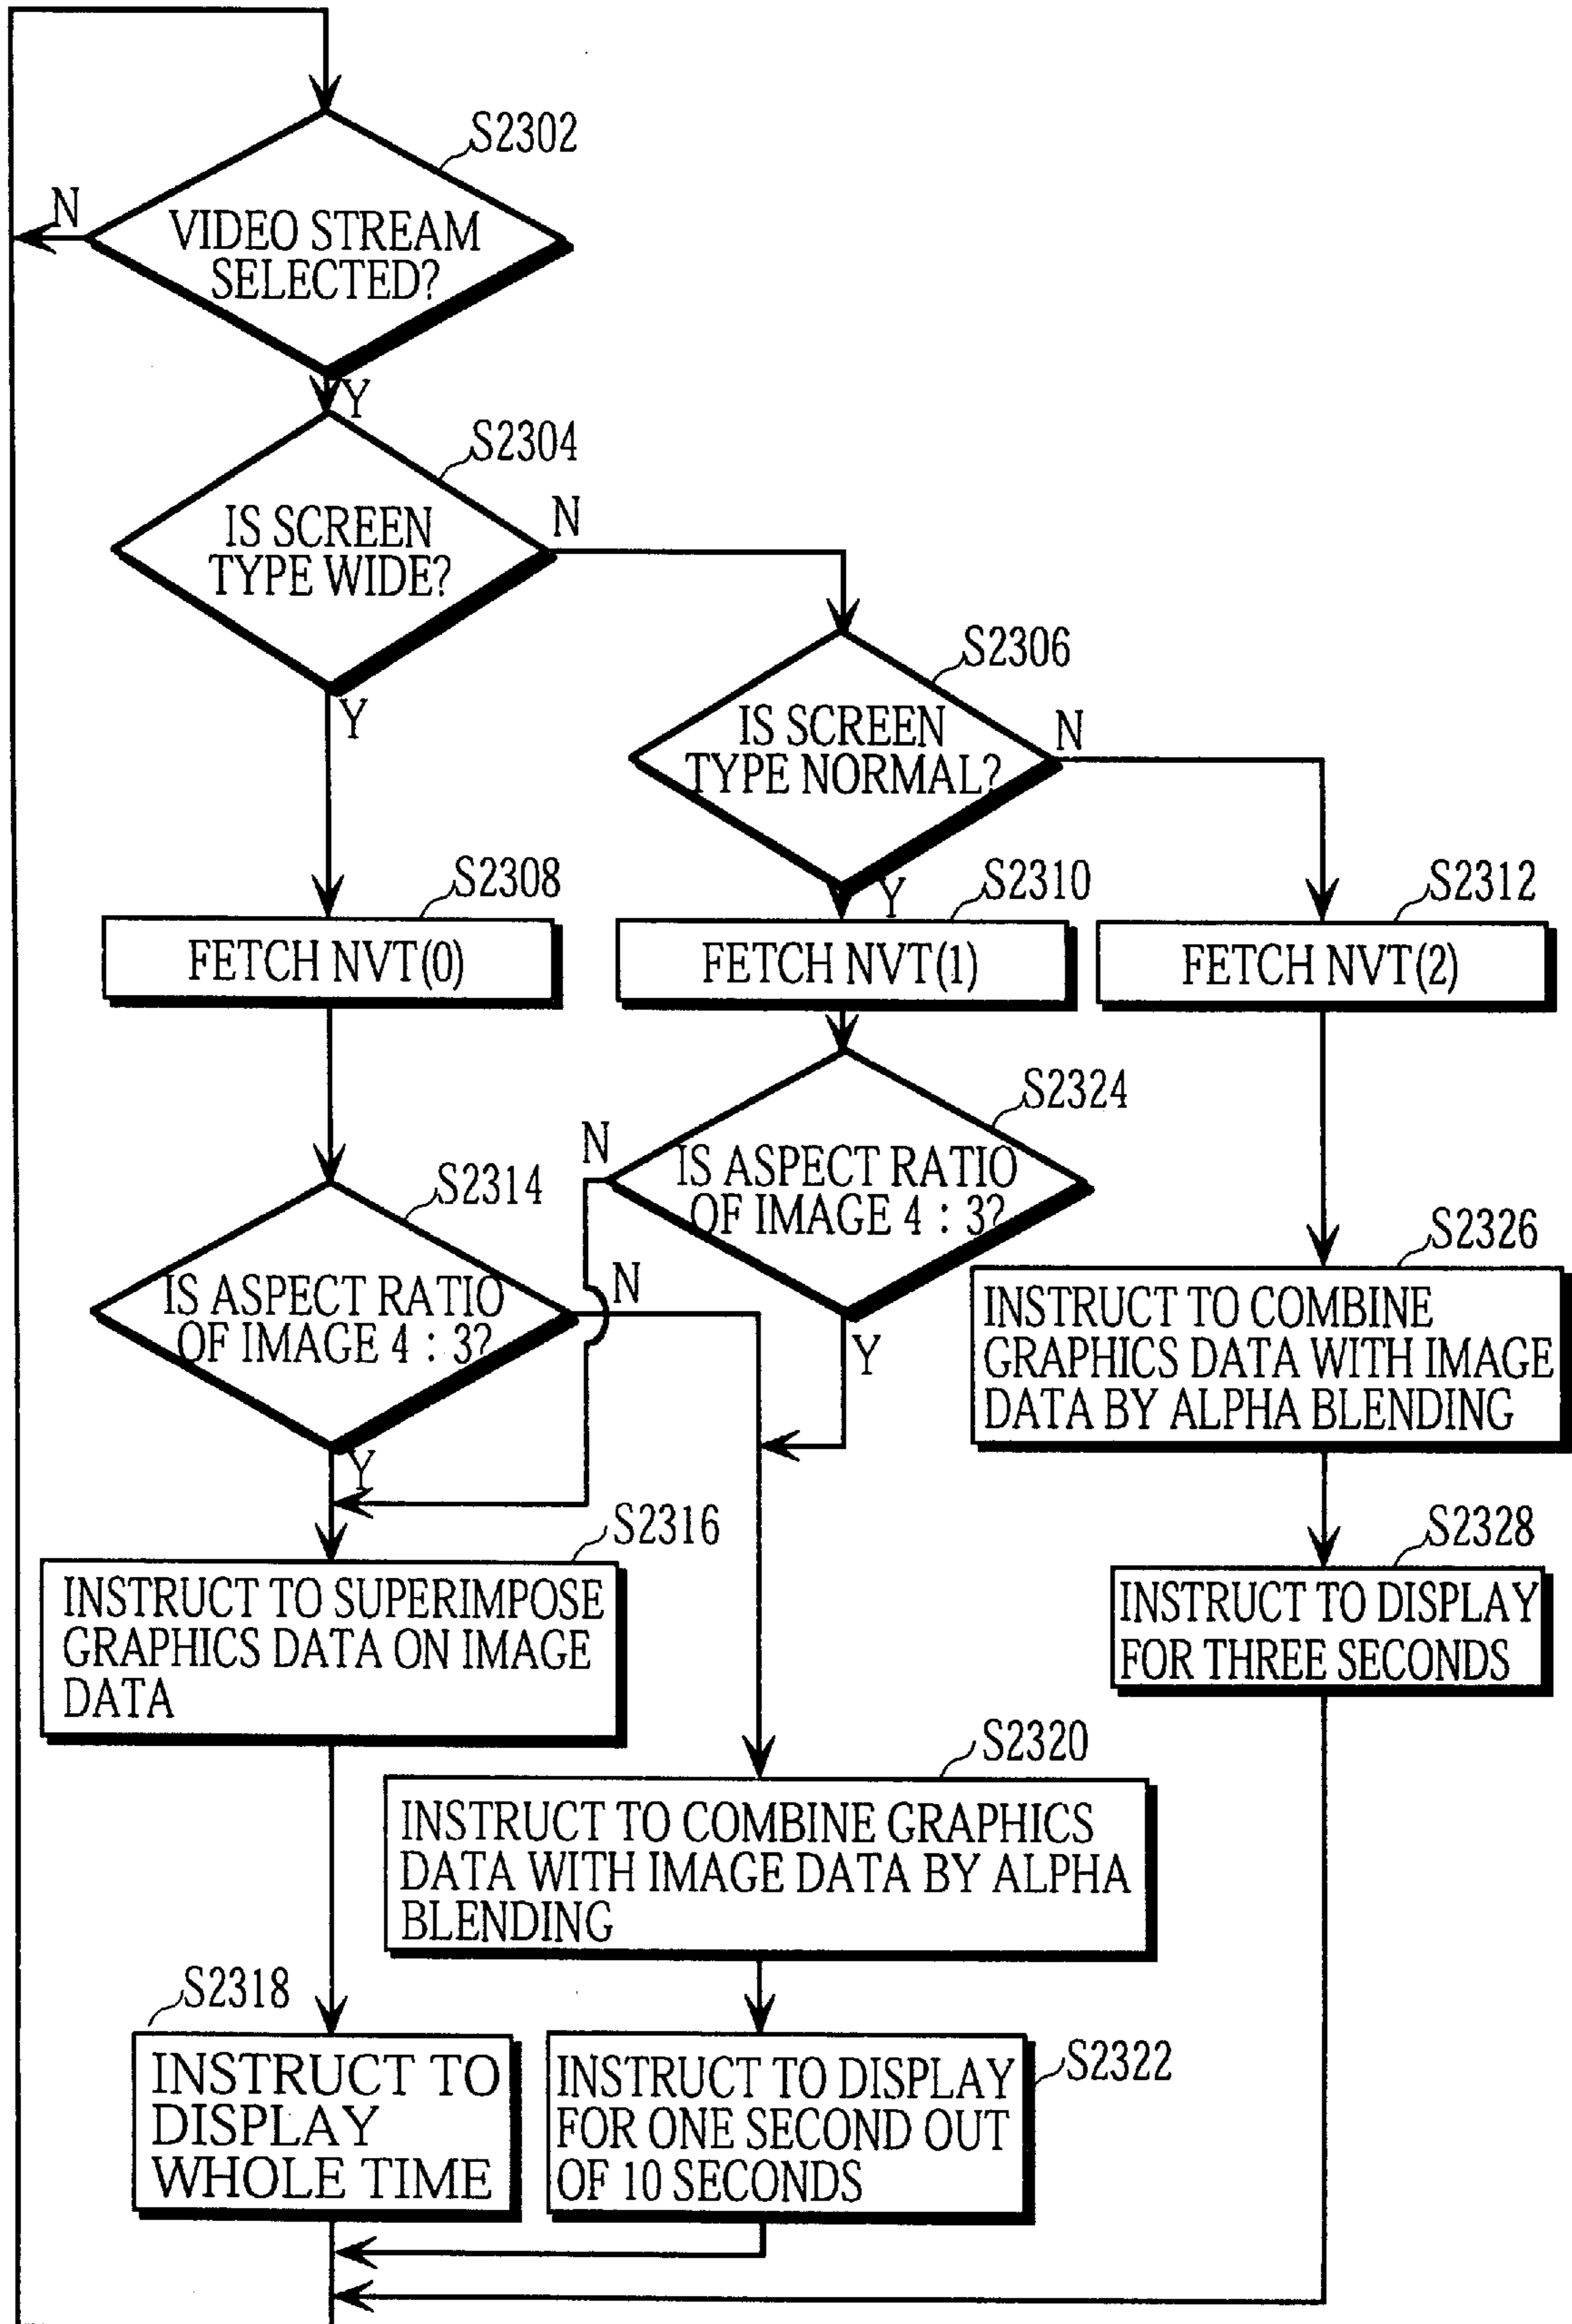 S2302
N
VIDEO STREAM
SELECTED?
Y
S2304
N
IS SCREEN
TYPE WIDE?
Y
S2306
IS SCREEN
TYPE NORMAL?
N
Y
S2308
FETCH NVT(0)
S2310
FETCH NVT(1)
S2312
FETCH NVT(2)
S2324
N
IS ASPECT RATIO
OF IMAGE 4 : 3?
Y
S2314
IS ASPECT RATIO
OF IMAGE 4 : 3?
N
Y
S2326
INSTRUCT TO COMBINE
GRAPHICS DATA WITH IMAGE
DATA BY ALPHA BLENDING
S2316
INSTRUCT TO SUPERIMPOSE
GRAPHICS DATA ON IMAGE
DATA
S2328
INSTRUCT TO DISPLAY
FOR THREE SECONDS
S2320
INSTRUCT TO COMBINE GRAPHICS
DATA WITH IMAGE DATA BY ALPHA
BLENDING
S2318
INSTRUCT TO
DISPLAY
WHOLE TIME
S2322
INSTRUCT TO DISPLAY
FOR ONE SECOND OUT
OF 10 SECONDS